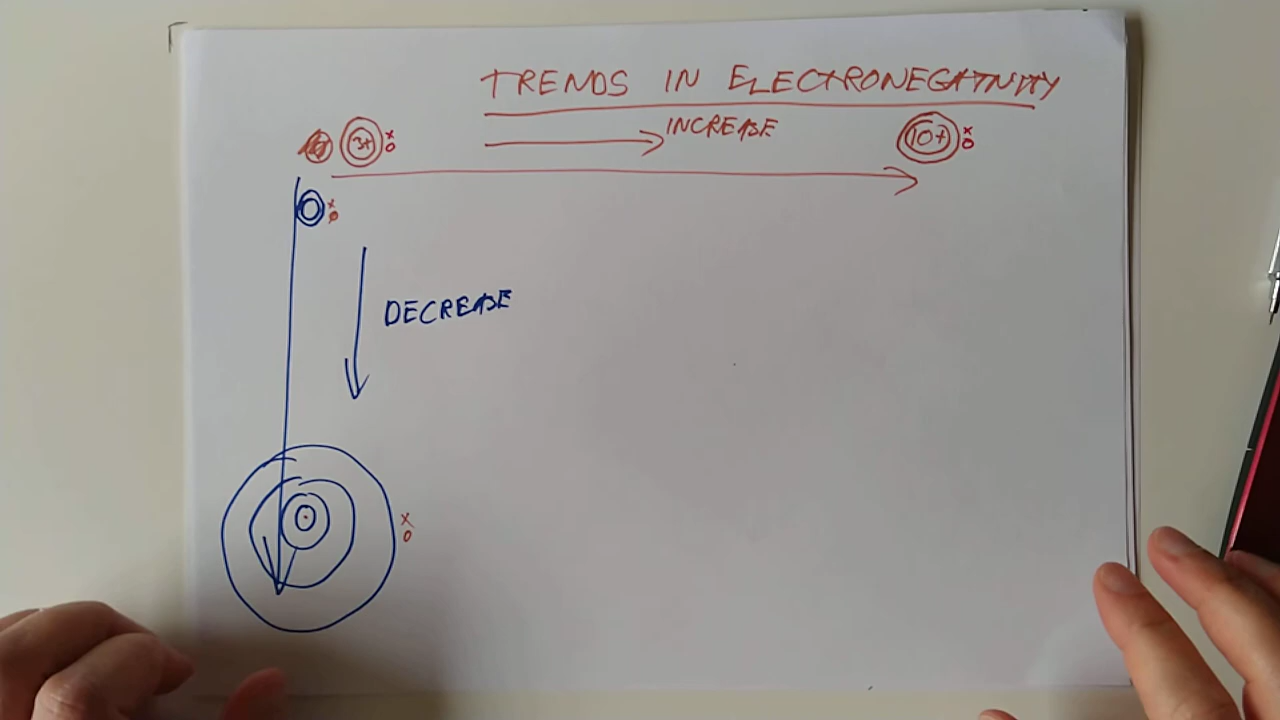 TRENDS IN ELECTRONEGATIVITY
INCREASE
3+
10+
x
o
x
o
x
o
DECREASE
x
o